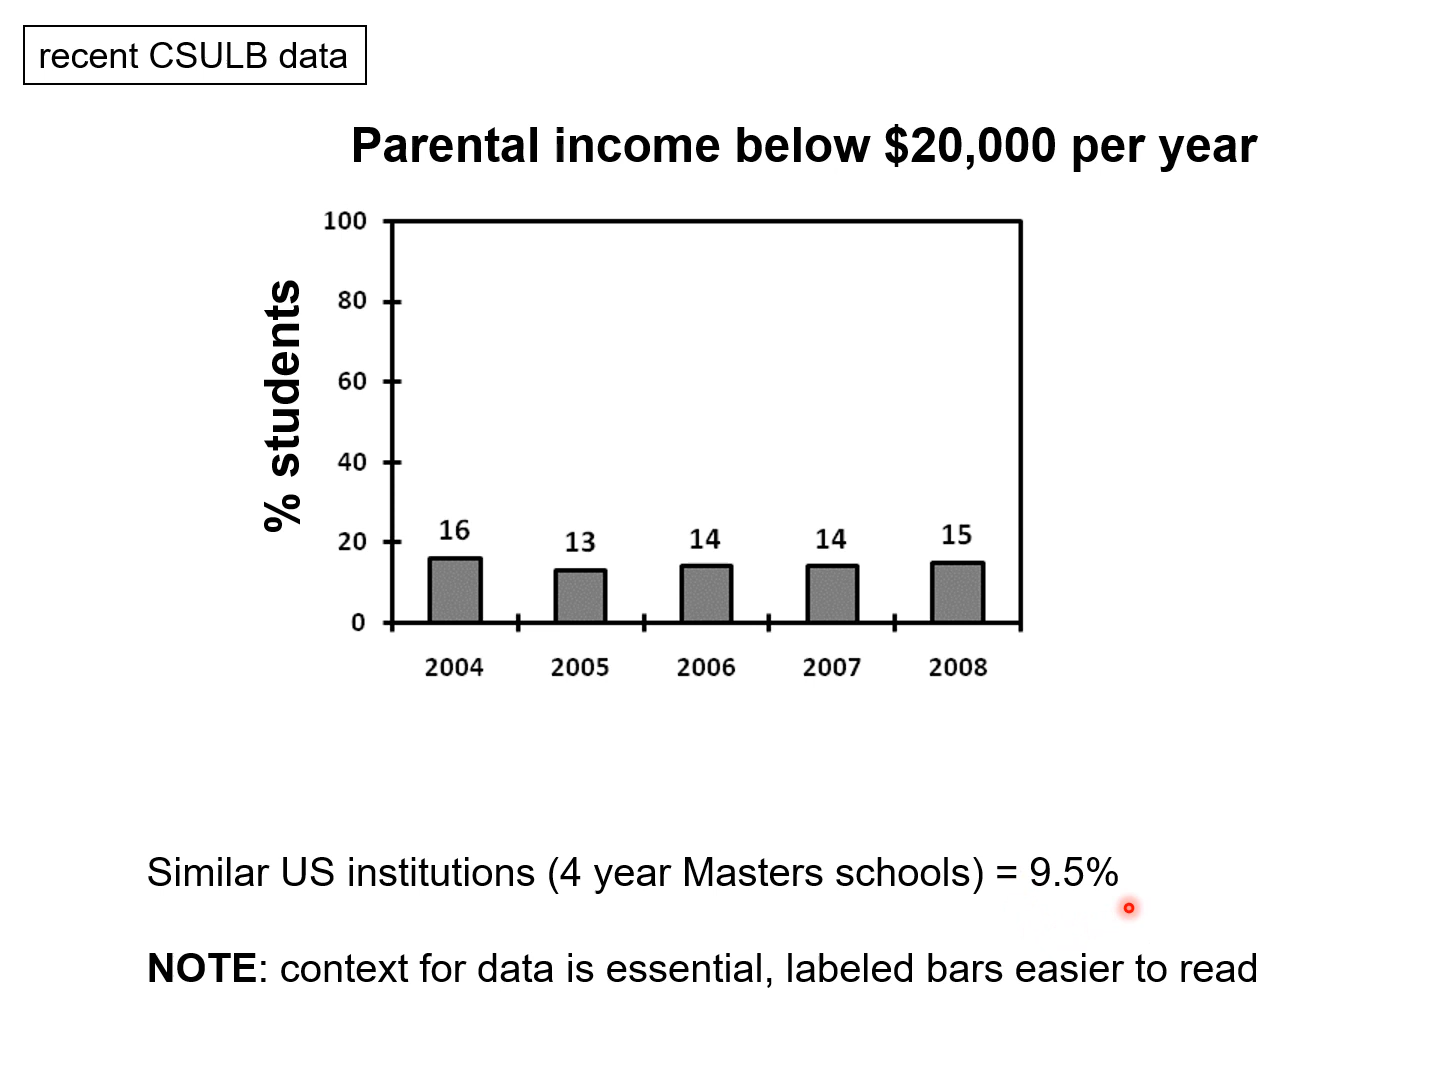 recent CSULB data
Parental income below $20,000 per year
% students
100
80
60
40
20
0
16
13
14
14
15
2004 2005 2006 2007 2008
Similar US institutions (4 year Masters schools) = 9.5%
NOTE: context for data is essential, labeled bars easier to read